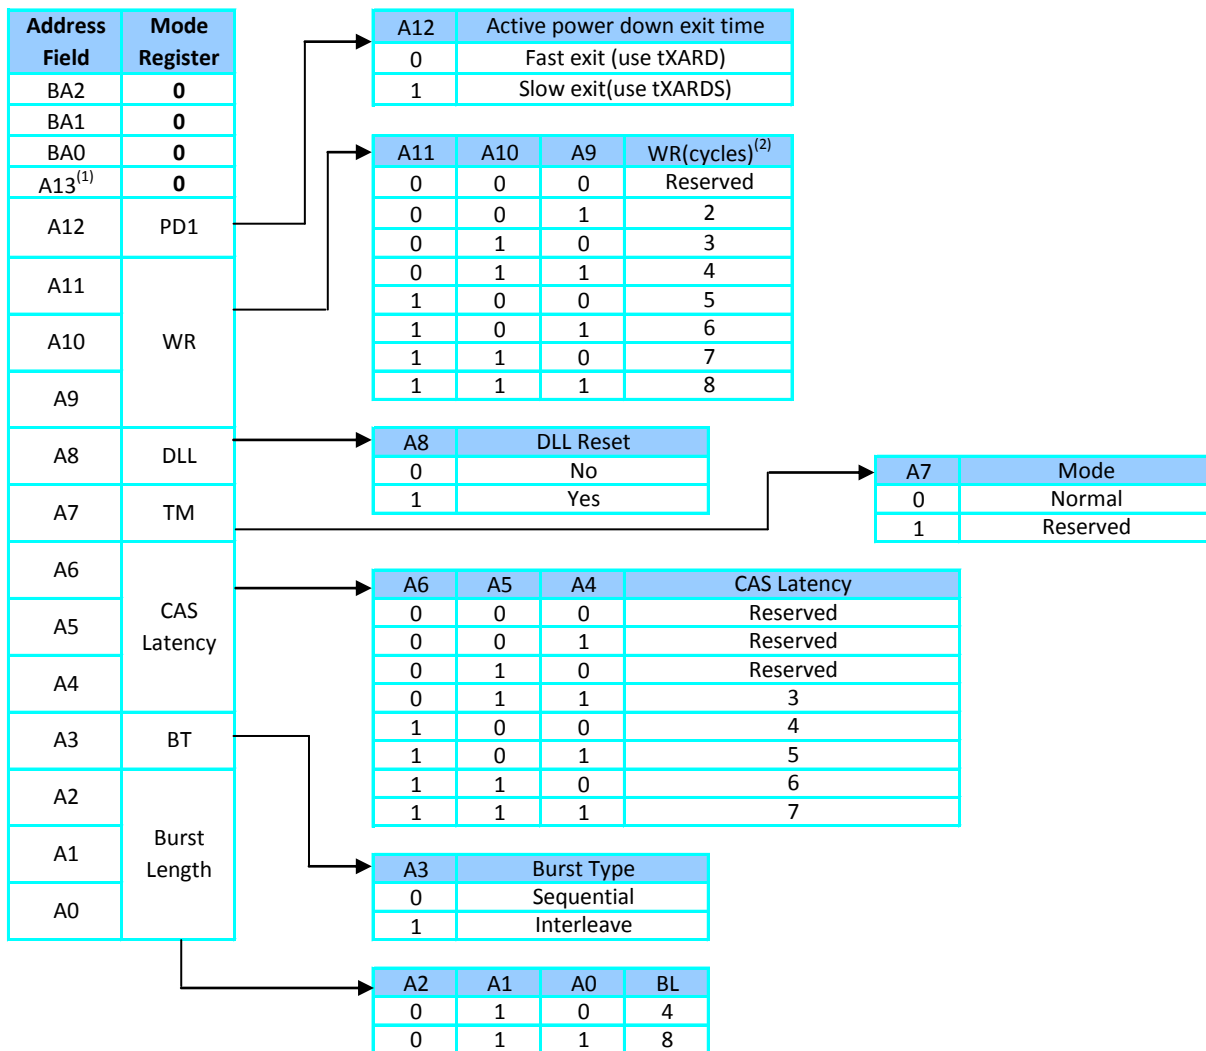 Address Field Mode Register
BA2 0
BA1 0
BA0 0
A13(1) 0
A12 PD1
A11
A10 WR
A9
A8 DLL
A7 TM
A6
A5 CAS Latency
A4
A3 BT
A2
A1 Burst Length
A0
A12 Active power down exit time
0 Fast exit (use tXARD)
1 Slow exit(use tXARDS)
A11 A10 A9 WR(cycles)(2)
0 0 0 Reserved
0 0 1 2
0 1 0 3
0 1 1 4
1 0 0 5
1 0 1 6
1 1 0 7
1 1 1 8
A8 DLL Reset
0 No
1 Yes
A7 Mode
0 Normal
1 Reserved
A6 A5 A4 CAS Latency
0 0 0 Reserved
0 0 1 Reserved
0 1 0 Reserved
0 1 1 3
1 0 0 4
1 0 1 5
1 1 0 6
1 1 1 7
A3 Burst Type
0 Sequential
1 Interleave
A2 A1 A0 BL
0 1 0 4
0 1 1 8